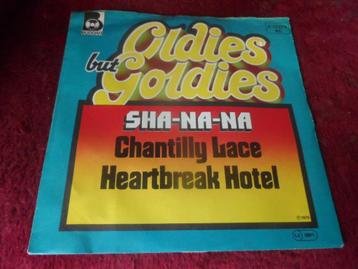 Oldies
but Goldies
SHA-NA-NA
Chantilly Lace
Heartbreak Hotel